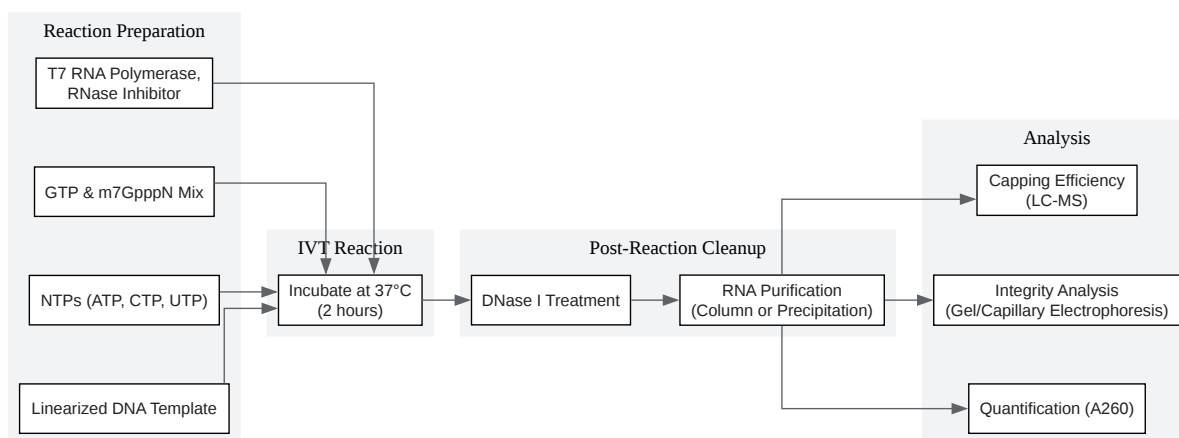 Reaction Preparation
T7 RNA Polymerase,
RNase Inhibitor
GTP & m7GpppN Mix
NTPs (ATP, CTP, UTP)
Linearized DNA Template
IVT Reaction
Incubate at 37°C
(2 hours)
Post-Reaction Cleanup
DNase I Treatment
RNA Purification
(Column or Precipitation)
Analysis
Capping Efficiency
(LC-MS)
Integrity Analysis
(Gel/Capillary Electrophoresis)
Quantification (A260)